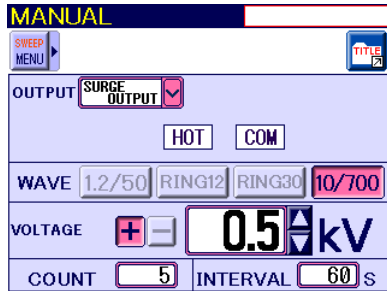 MANUAL
SWEEP
MENU
TITLE
OUTPUT SURGE
OUTPUT
HOT COM
WAVE 1.2/50 RING12 RING30 10/700
VOLTAGE + - 0.5 kV
COUNT 5 INTERVAL 60 S